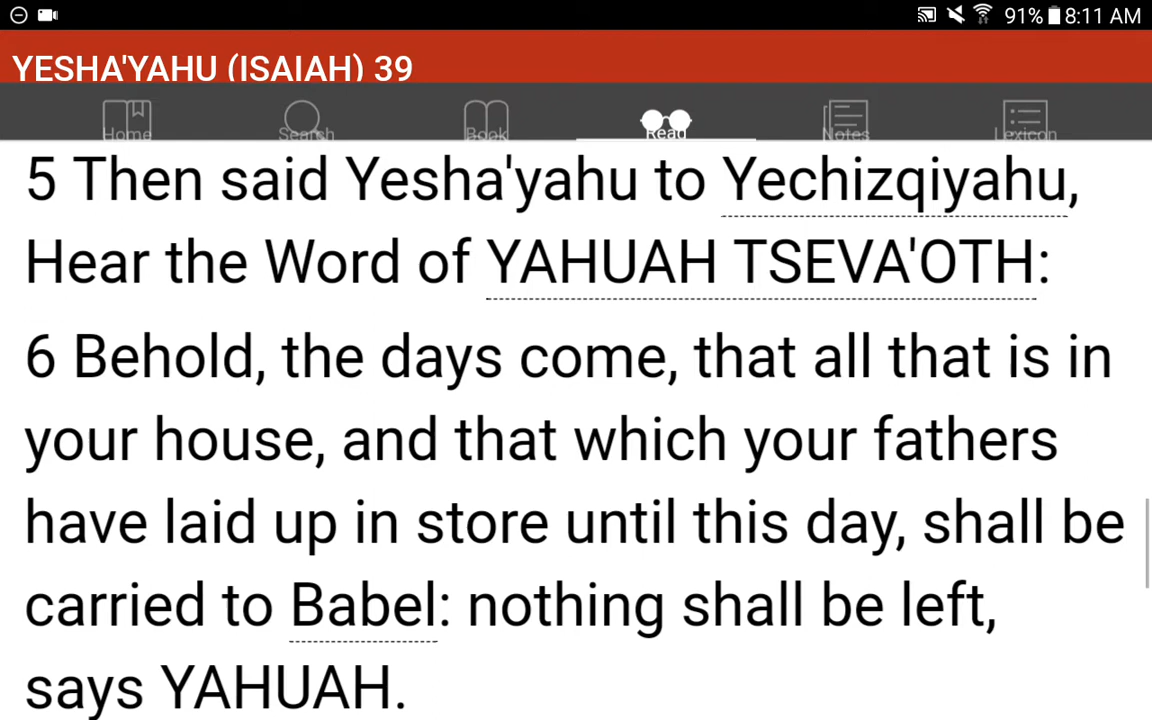 91% 8:11 AM
YESHA'YAHU (ISAIAH) 39
Home Search Book Read Notes Lexicon
5 Then said Yesha'yahu to Yechizqiyahu,
Hear the Word of YAHUAH TSEVA'OTH:
6 Behold, the days come, that all that is in
your house, and that which your fathers
have laid up in store until this day, shall be
carried to Babel: nothing shall be left,
says YAHUAH.